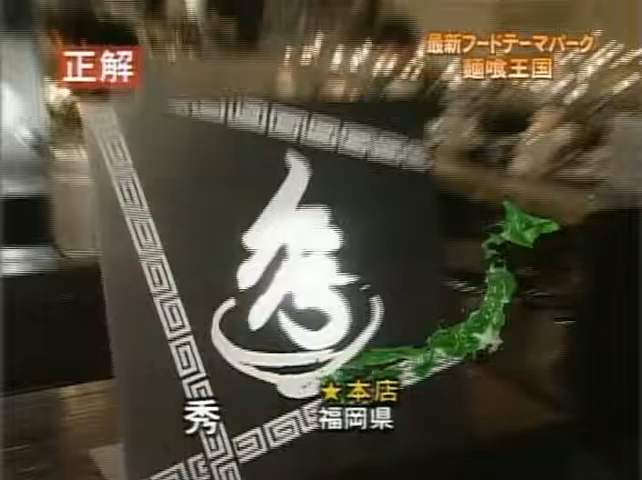 正解
最新フードテーマパーク
麺喰王国
秀
秀
★本店
福岡県